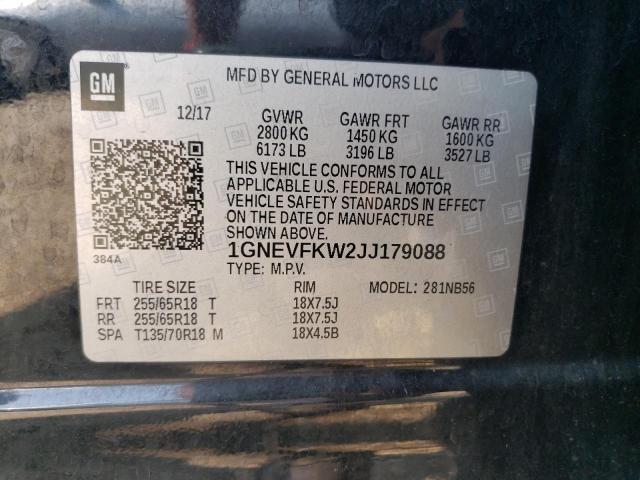 GM
MFD BY GENERAL MOTORS LLC
12/17 GVWR GAWR FRT GAWR RR
2800 KG 1450 KG 1600 KG
6173 LB 3196 LB 3527 LB
THIS VEHICLE CONFORMS TO ALL
APPLICABLE U.S. FEDERAL MOTOR
VEHICLE SAFETY STANDARDS IN EFFECT
ON THE DATE OF MANUFACTURE
SHOWN ABOVE.
384A
1GNEVFKW2JJ179088
TYPE: M.P.V.
TIRE SIZE RIM MODEL: 281NB56
FRT 255/65R18 T 18X7.5J
RR 255/65R18 T 18X7.5J
SPA T135/70R18 M 18X4.5B